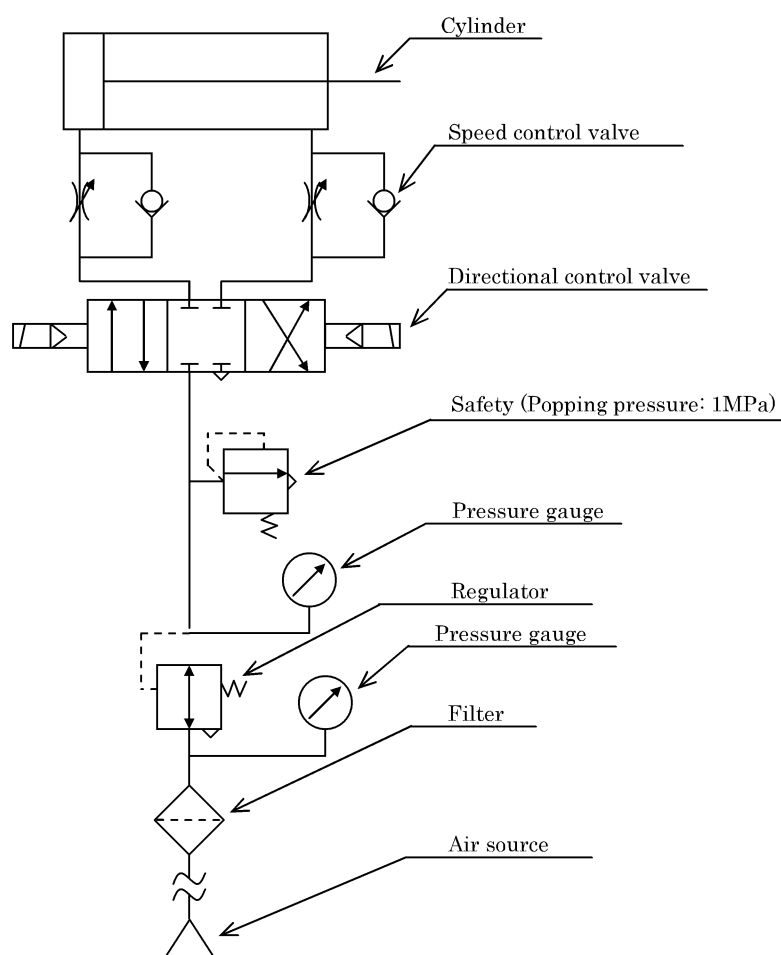 Cylinder
Speed control valve
Directional control valve
Safety (Popping pressure: 1MPa)
Pressure gauge
Regulator
Pressure gauge
Filter
Air source